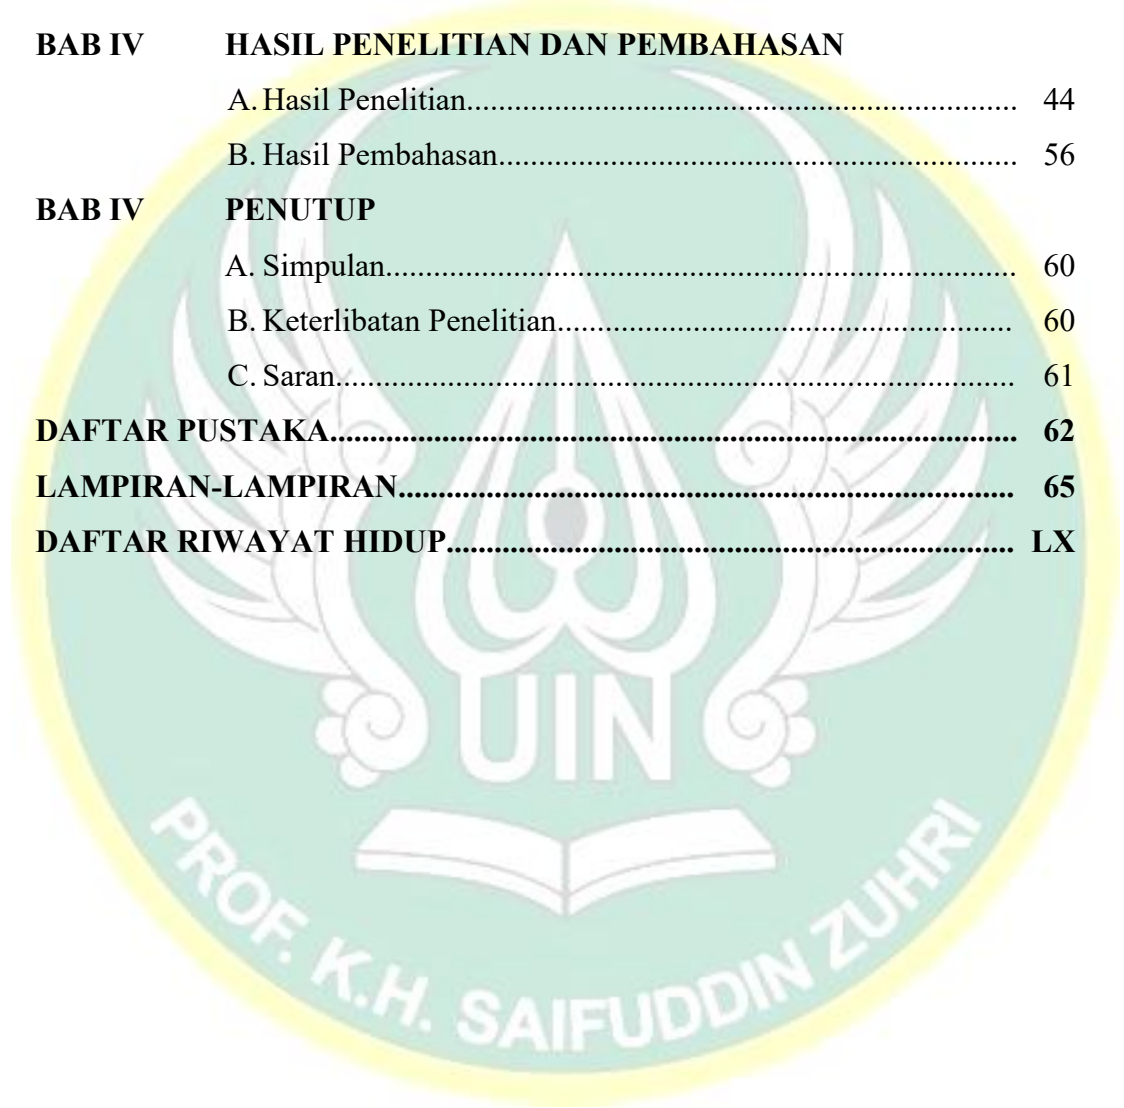 BAB IV HASIL PENELITIAN DAN PEMBAHASAN
A. Hasil Penelitian..................................................................... 44
B. Hasil Pembahasan................................................................. 56
BAB IV PENUTUP
A. Simpulan............................................................................... 60
B. Keterlibatan Penelitian......................................................... 60
C. Saran..................................................................................... 61
DAFTAR PUSTAKA...................................................................................... 62
LAMPIRAN-LAMPIRAN............................................................................. 65
DAFTAR RIWAYAT HIDUP....................................................................... LX
UIN
PROF. K.H. SAIFUDDIN ZUHRI